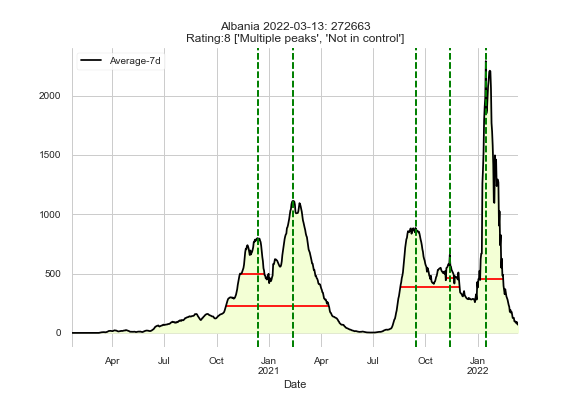 Albania 2022-03-13: 272663
Rating:8 ['Multiple peaks', 'Not in control']
Average-7d
2000
1500
1000
500
0
Apr Jul Oct Jan Apr Jul Oct Jan
2021 2022
Date